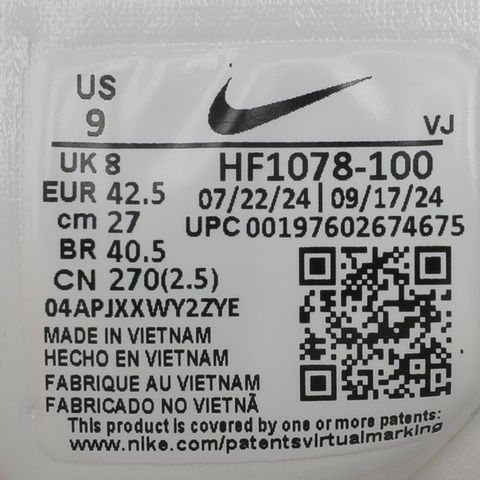 US
9
VJ
UK 8
HF1078-100
EUR 42.5
07/22/24 | 09/17/24
cm 27
UPC 00197602674675
BR 40.5
CN 270(2.5)
04APJXXWY2ZYE
MADE IN VIETNAM
HECHO EN VIETNAM
FABRIQUE AU VIETNAM
FABRICADO NO VIETNÃ
This product is covered by one or more patents:
www.nike.com/patentsvirtualmarking